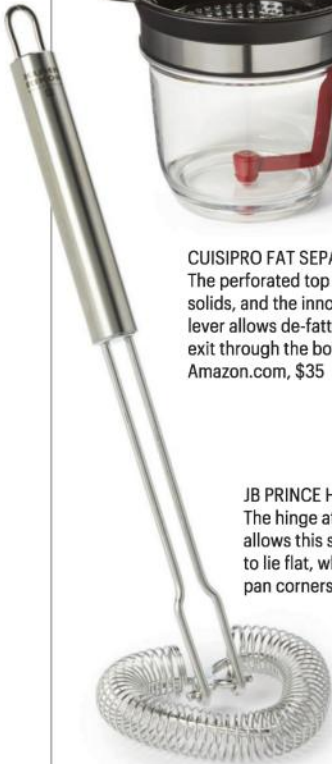 CUISIPRO FAT
The perforated top
solids, and the
lever allows
exit through the
Amazon.com, $35
JB PRINCE
The hinge
allows this
to lie flat,
pan corners